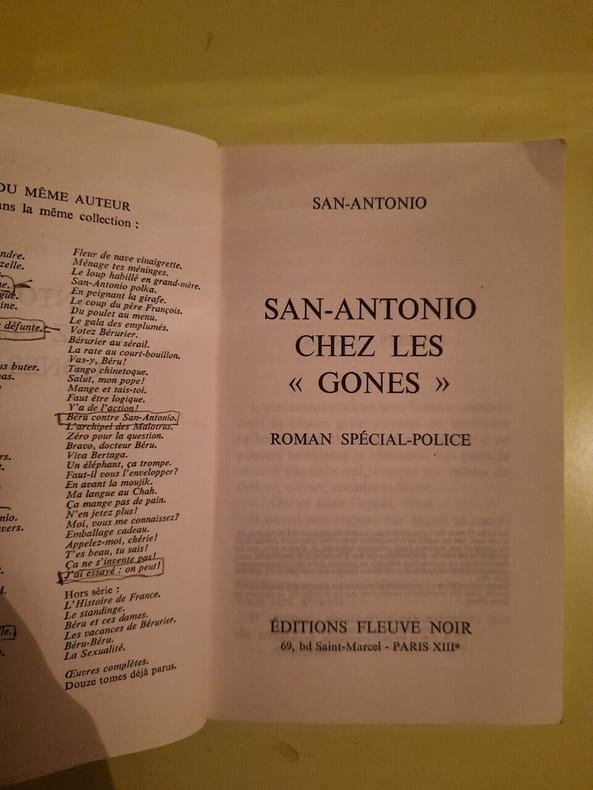 DU MÊME AUTEUR
dans la même collection :
défunte.
Fleur de nave vinaigrette.
Ménage tes méninges.
Le loup habillé en grand-mère.
San-Antonio polka.
En peignant la girafe.
Le coup du père François.
Du poulet au menu.
Le gala des emplumés.
Votez Bérurier.
Bérurier au sérail.
La rate au court-bouillon.
Vas-y, Béru!
Tango chinetoque.
Salut, mon pope!
Mange et tais-toi.
Faut être logique.
Y'a de l'action!
Béru contre San-Antonio.
L'archipel des Malotrus.
Zéro pour la question.
Bravo, docteur Béru.
Viva Bertaga.
Un éléphant, ça trompe.
Faut-il vous l'envelopper?
En avant la moujik.
Ma langue au Chah.
Ça mange pas de pain.
N'en jetez plus!
Moi, vous me connaissez?
Emballage cadeau.
Appelez-moi, chérie!
T'es beau, tu sais!
Ça ne s'invente pas!
J'ai essayé : on peut!
Hors série :
L'Histoire de France.
Le standinge.
Béru et ces dames.
Les vacances de Bérurier.
Béru-Béru.
La Sexualité.
Œuvres complètes.
Douze tomes déjà parus.
SAN-ANTONIO
SAN-ANTONIO
CHEZ LES
« GONES »
ROMAN SPÉCIAL-POLICE
ÉDITIONS FLEUVE NOIR
69, bd Saint-Marcel - PARIS XIIIe